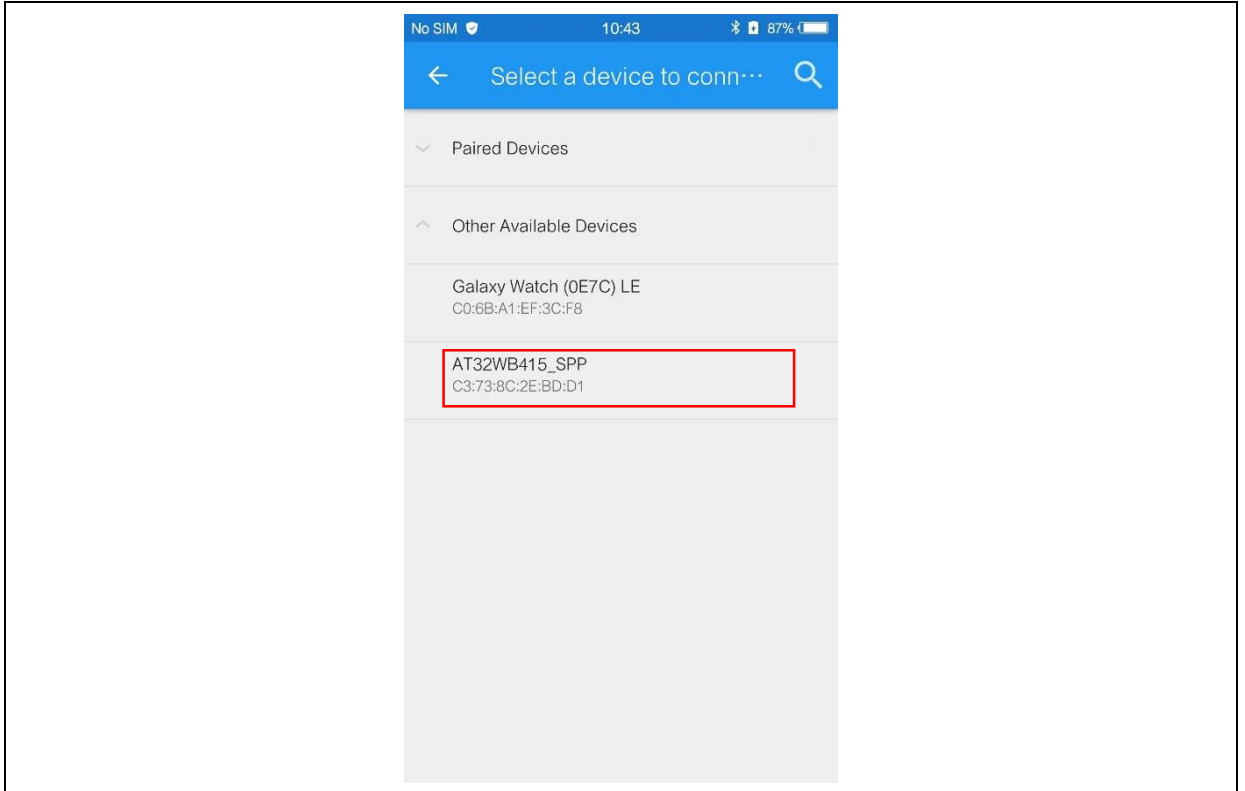 No SIM 10:43 87%
Select a device to conn···
Paired Devices
Other Available Devices
Galaxy Watch (0E7C) LE
C0:6B:A1:EF:3C:F8
AT32WB415_SPP
C3:73:8C:2E:BD:D1